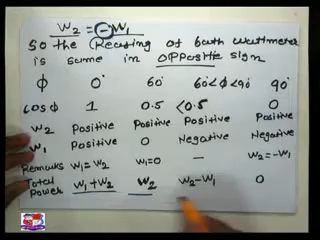 W₂ = -W₁
So the Reating of both wattmeter
is same in opposite sign
ϕ 0° 60° 60°<ϕ<90° 90°
cosϕ 1 0.5 <0.5 0
W₂ Positive Positive Positive Positive
W₁ Positive 0 Negative Negative
Remarks W₁=W₂ W₁=0 — W₂=-W₁
Total Power W₁+W₂ W₂ W₂-W₁ 0